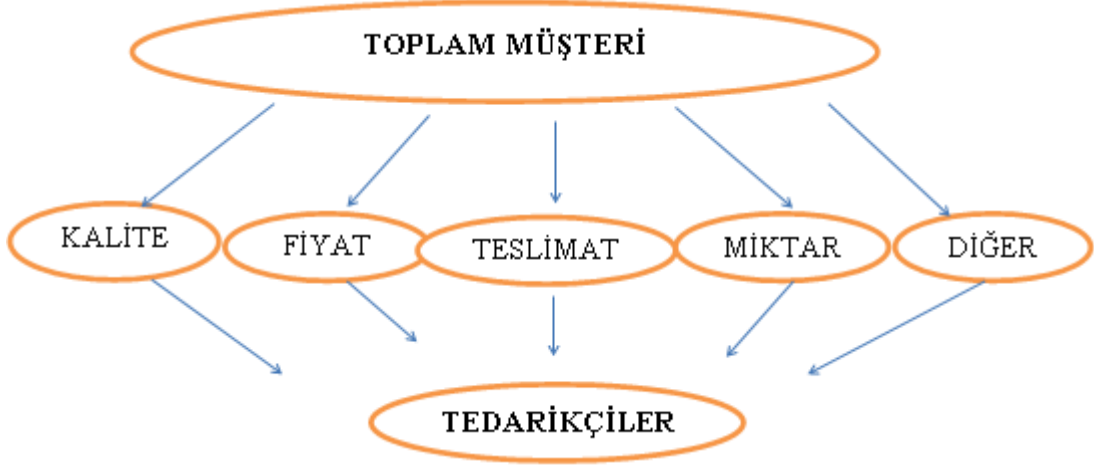 TOPLAM MÜŞTERİ
KALİTE
FİYAT
TESLİMAT
MİKTAR
DİĞER
TEDARİKÇİLER